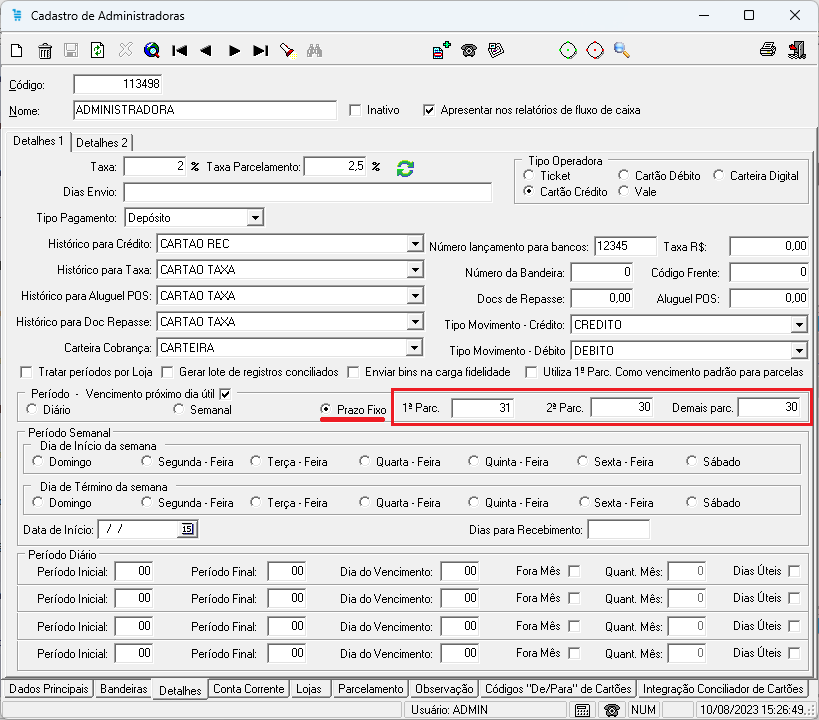 Cadastro de Administradoras
Código: 113498
Nome: ADMINISTRADORA Inativo Apresentar nos relatórios de fluxo de caixa
Detalhes 1 Detalhes 2
Taxa: 2 % Taxa Parcelamento: 2,5 %
Tipo Operadora
Ticket Cartão Débito Carteira Digital
Cartão Crédito Vale
Dias Envio:
Tipo Pagamento: Depósito
Histórico para Crédito: CARTAO REC Número lançamento para bancos: 12345 Taxa R$: 0,00
Histórico para Taxa: CARTAO TAXA Número da Bandeira: 0 Código Frente: 0
Histórico para Aluguel POS: CARTAO TAXA Docs de Repasse: 0,00 Aluguel POS: 0,00
Histórico para Doc Repasse: CARTAO TAXA Tipo Movimento - Crédito: CREDITO
Carteira Cobrança: CARTEIRA Tipo Movimento - Débito DEBITO
Tratar períodos por Loja Gerar lote de registros conciliados Enviar bins na carga fidelidade Utiliza 1º Parc. Como vencimento padrão para parcelas
Período - Vencimento próximo dia útil
Diário Semanal Prazo Fixo 1ª Parc. 31 2ª Parc. 30 Demais parc. 30
Período Semanal
Dia de Início da semana
Domingo Segunda - Feira Terça - Feira Quarta - Feira Quinta - Feira Sexta - Feira Sábado
Dia de Término da semana
Domingo Segunda - Feira Terça - Feira Quarta - Feira Quinta - Feira Sexta - Feira Sábado
Data de Início: / / 15 Dias para Recebimento:
Período Diário
Período Inicial: 00 Período Final: 00 Dia do Vencimento: 00 Fora Mês Quant. Mês: 0 Dias Úteis
Período Inicial: 00 Período Final: 00 Dia do Vencimento: 00 Fora Mês Quant. Mês: 0 Dias Úteis
Período Inicial: 00 Período Final: 00 Dia do Vencimento: 00 Fora Mês Quant. Mês: 0 Dias Úteis
Período Inicial: 00 Período Final: 00 Dia do Vencimento: 00 Fora Mês Quant. Mês: 0 Dias Úteis
Dados Principais Bandeiras Detalhes Conta Corrente Lojas Parcelamento Observação Códigos "De/Para" de Cartões Integração Conciliador de Cartões
Usuário: ADMIN NUM 10/08/2023 15:26:49